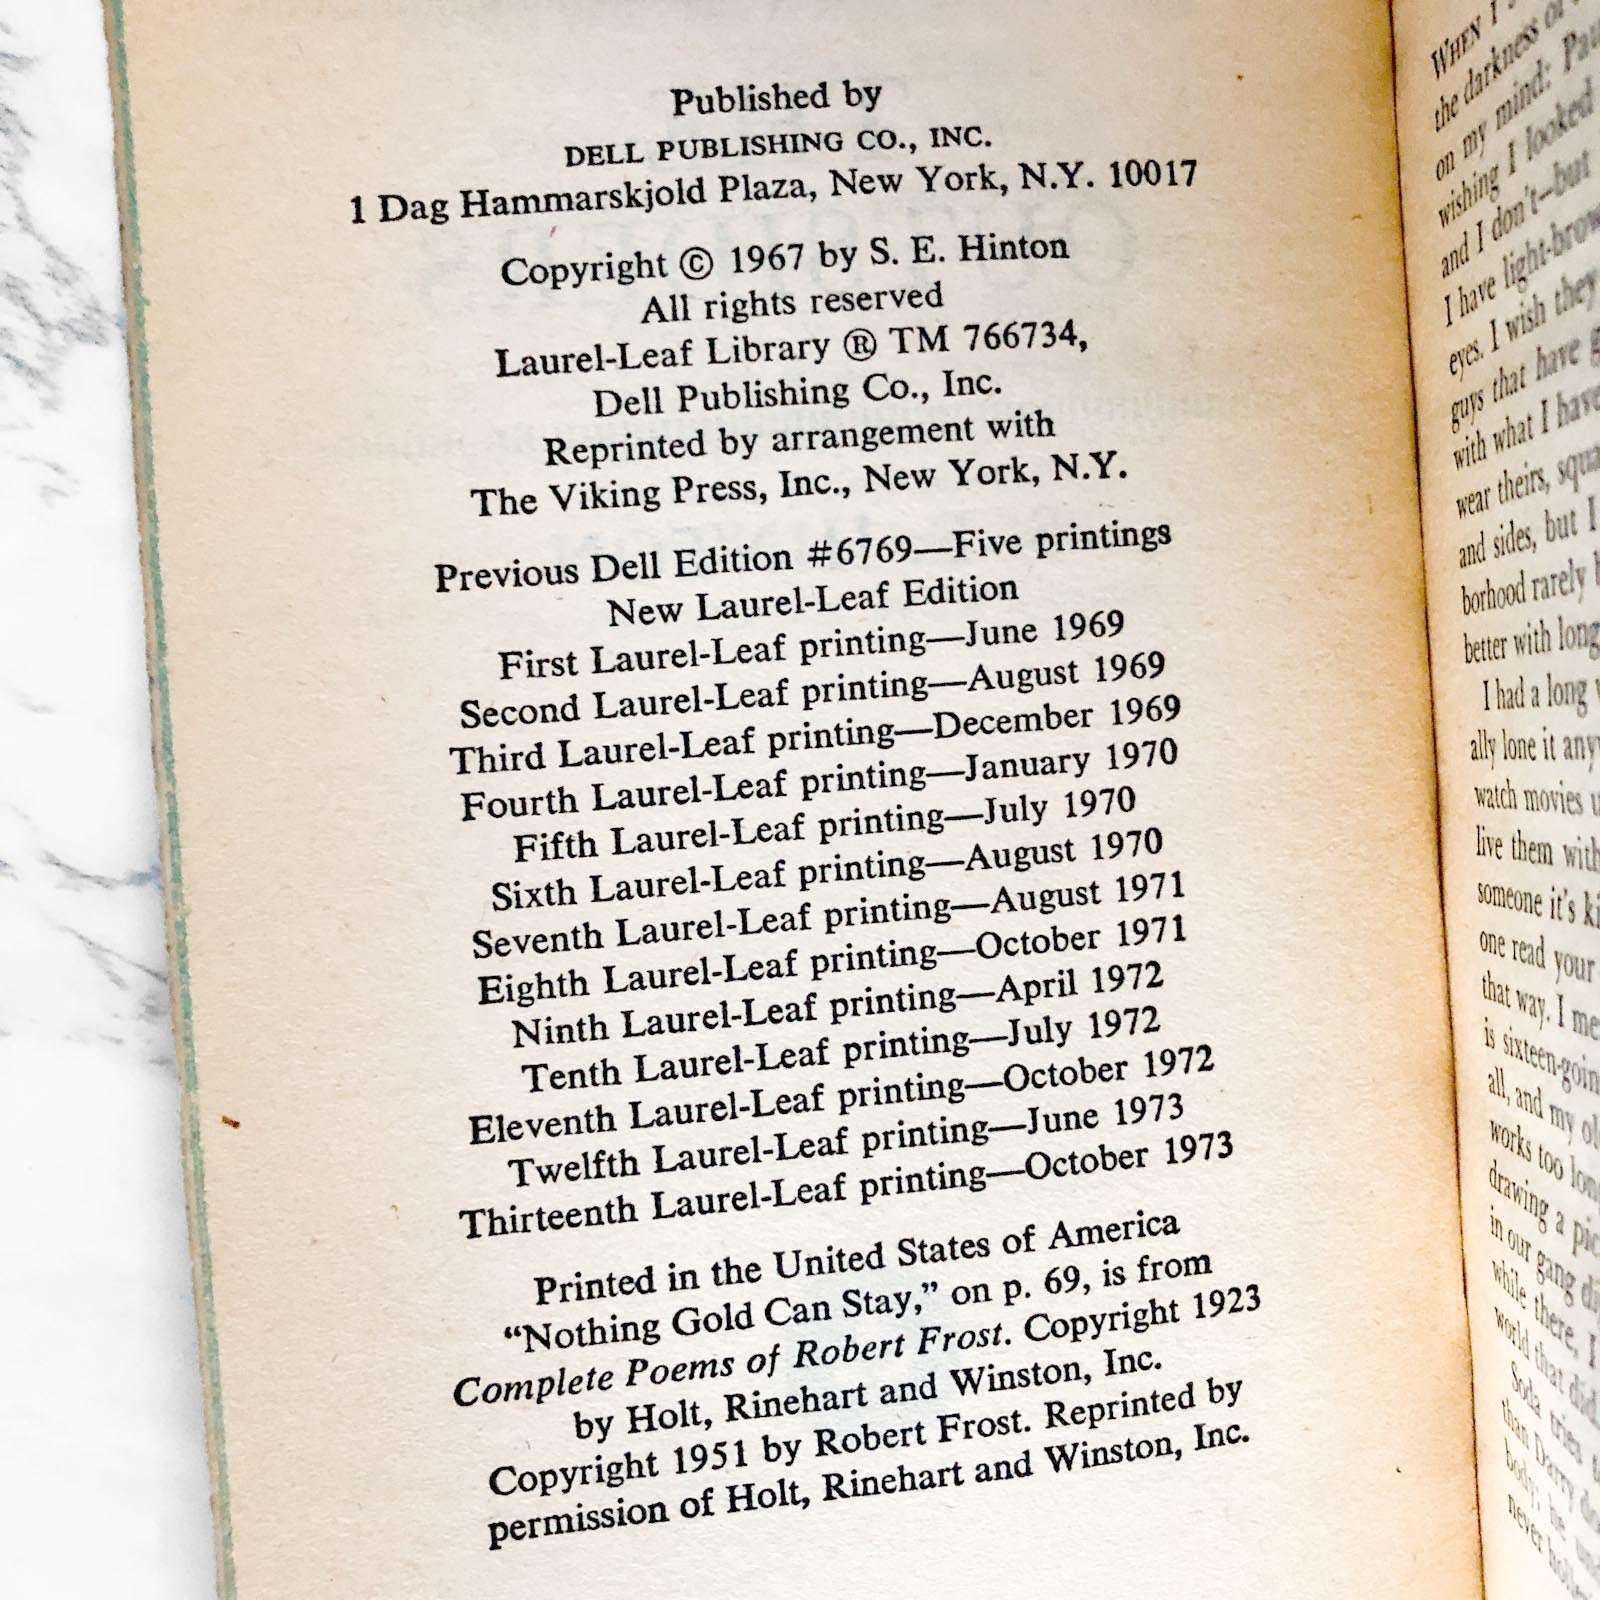 Published by
DELL PUBLISHING CO., INC.
1 Dag Hammarskjold Plaza, New York, N.Y. 10017
Copyright © 1967 by S. E. Hinton
All rights reserved
Laurel-Leaf Library ® TM 766734,
Dell Publishing Co., Inc.
Reprinted by arrangement with
The Viking Press, Inc., New York, N.Y.
Previous Dell Edition #6769—Five printings
New Laurel-Leaf Edition
First Laurel-Leaf printing—June 1969
Second Laurel-Leaf printing—August 1969
Third Laurel-Leaf printing—December 1969
Fourth Laurel-Leaf printing—January 1970
Fifth Laurel-Leaf printing—July 1970
Sixth Laurel-Leaf printing—August 1970
Seventh Laurel-Leaf printing—August 1971
Eighth Laurel-Leaf printing—October 1971
Ninth Laurel-Leaf printing—April 1972
Tenth Laurel-Leaf printing—July 1972
Eleventh Laurel-Leaf printing—October 1972
Twelfth Laurel-Leaf printing—June 1973
Thirteenth Laurel-Leaf printing—October 1973
Printed in the United States of America
“Nothing Gold Can Stay,” on p. 69, is from
Complete Poems of Robert Frost. Copyright 1923
by Holt, Rinehart and Winston, Inc.
Copyright 1951 by Robert Frost. Reprinted by
permission of Holt, Rinehart and Winston, Inc.
WHEN I
the darkness
on my mind:
wishing I looked
and I don't—but
I have
eyes. I wish they
guys that have
with what I have
wear theirs,
and sides, but I
borhood rarely
better with long
I had a long
ally lone it
watch movies
live them with
someone it's
one read your
that way. I
is
all, and my
works too
drawing a
in our gang
while there, I
world that did.
Soda tries
than Darry
body;
never